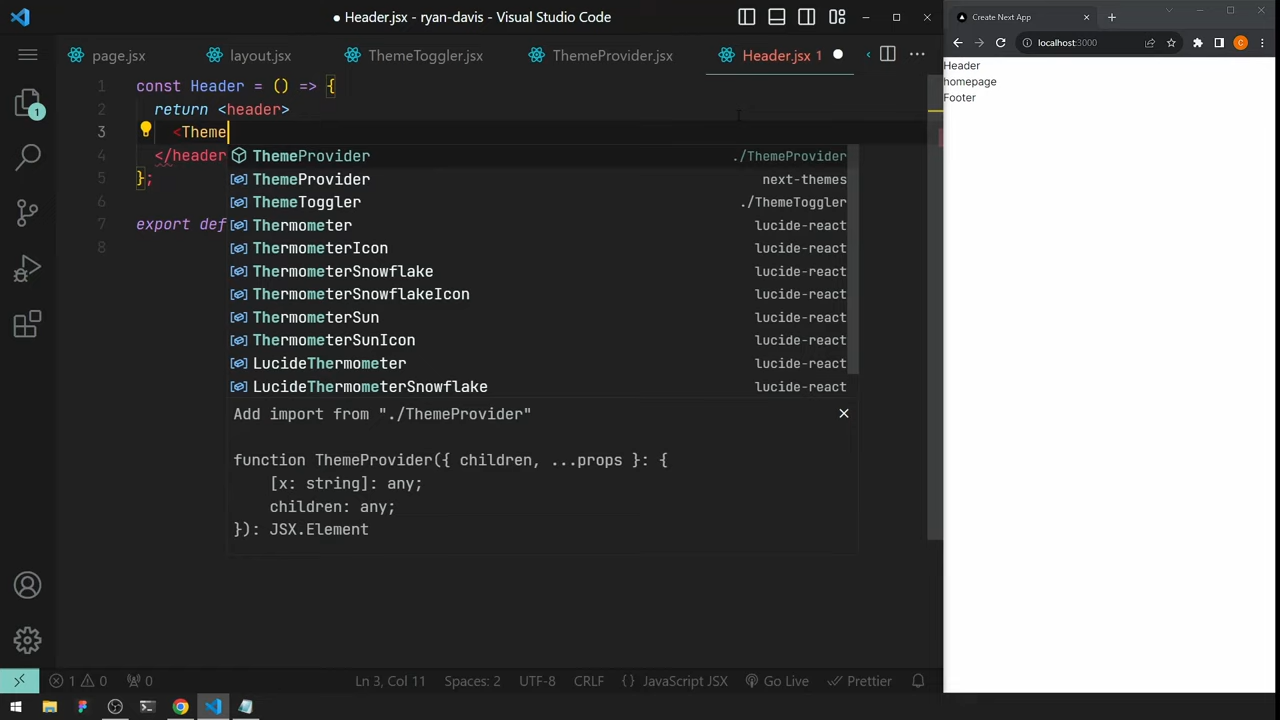 Header.jsx - ryan-davis - Visual Studio Code
page.jsx
layout.jsx
ThemeToggler.jsx
ThemeProvider.jsx
Header.jsx 1
1 const Header = () => {
2 return <header>
3 <Theme
4 </header
5 };
6
7 export def
8
ThemeProvider ./ThemeProvider
ThemeProvider next-themes
ThemeToggler ./ThemeToggler
Thermometer lucide-react
ThermometerIcon lucide-react
ThermometerSnowflake lucide-react
ThermometerSnowflakeIcon lucide-react
ThermometerSun lucide-react
ThermometerSunIcon lucide-react
LucideThermometer lucide-react
LucideThermometerSnowflake lucide-react
Add import from "./ThemeProvider"
function ThemeProvider({ children, ...props }: {
[x: string]: any;
children: any;
}): JSX.Element
1
1 0
0
Ln 3, Col 11
Spaces: 2
UTF-8
CRLF
{} JavaScript JSX
Go Live
Prettier
Create Next App
localhost:3000
C
Header
homepage
Footer